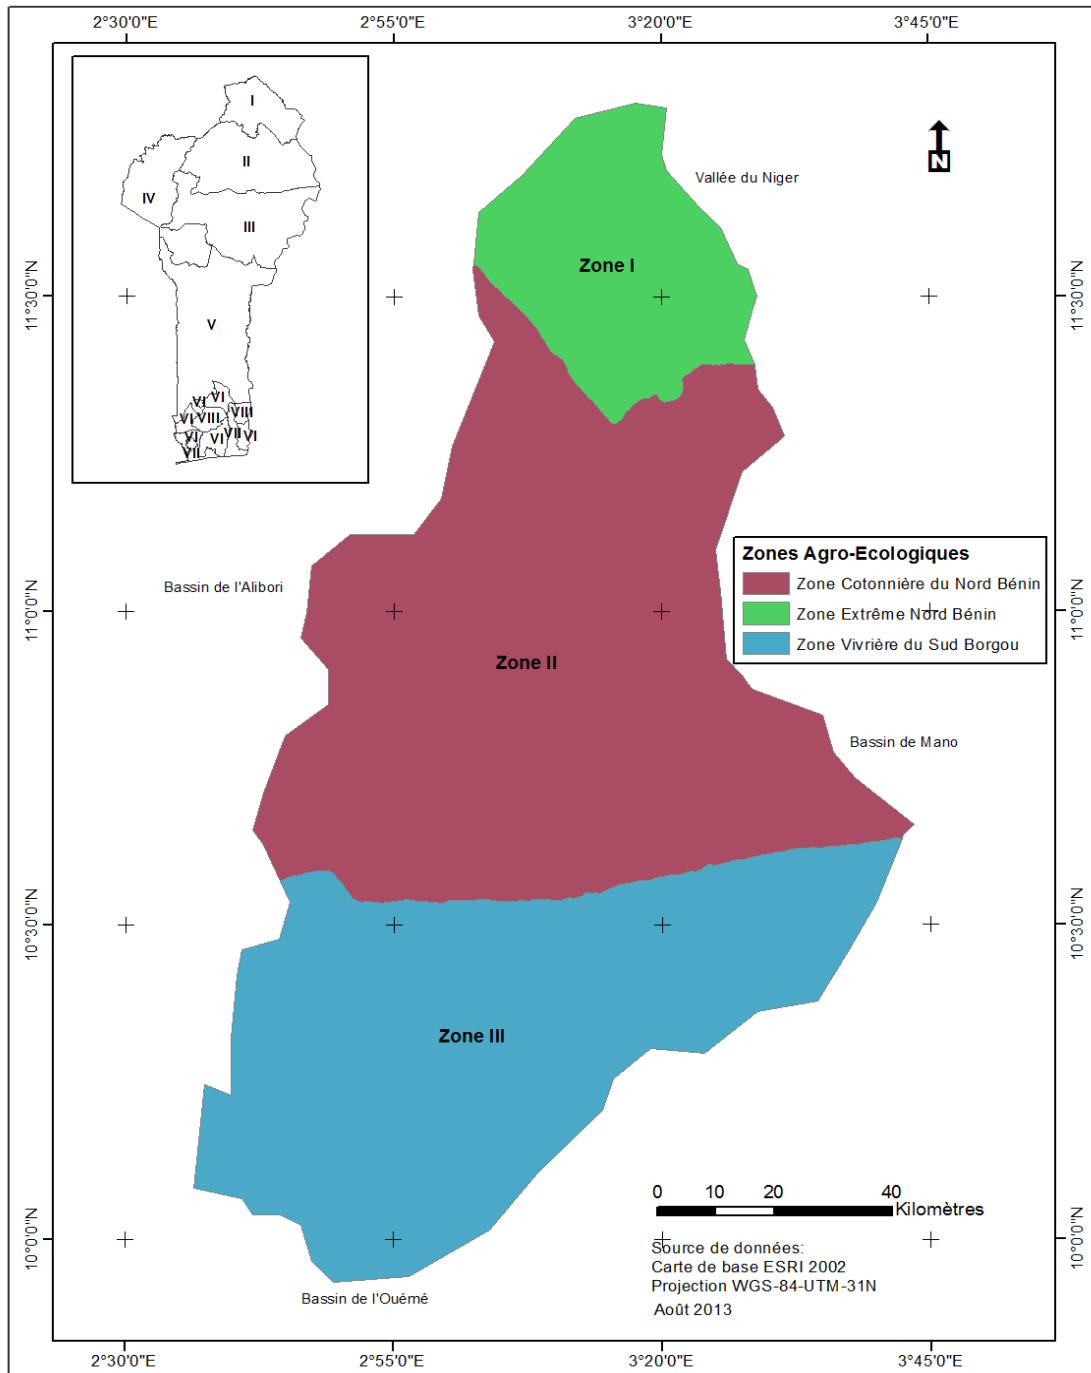 2°30'0"E 2°55'0"E 3°20'0"E 3°45'0"E
I
II
IV
III
V
VI
VI
VI
VIII
VIII
VI
VI
VII
VI
VII
N
Vallée du Niger
Zone I
11°30'0"N
11°30'0"N
Zones Agro-Ecologiques
Zone Cotonnière du Nord Bénin
Zone Extrême Nord Bénin
Zone Vivrière du Sud Borgou
Bassin de l'Alibori
11°0'0"N
11°0'0"N
Zone II
Bassin de Mano
10°30'0"N
10°30'0"N
Zone III
0 10 20 40
Kilomètres
10°0'0"N
10°0'0"N
Source de données:
Carte de base ESRI 2002
Projection WGS-84-UTM-31N
Août 2013
Bassin de l'Ouémé
2°30'0"E 2°55'0"E 3°20'0"E 3°45'0"E